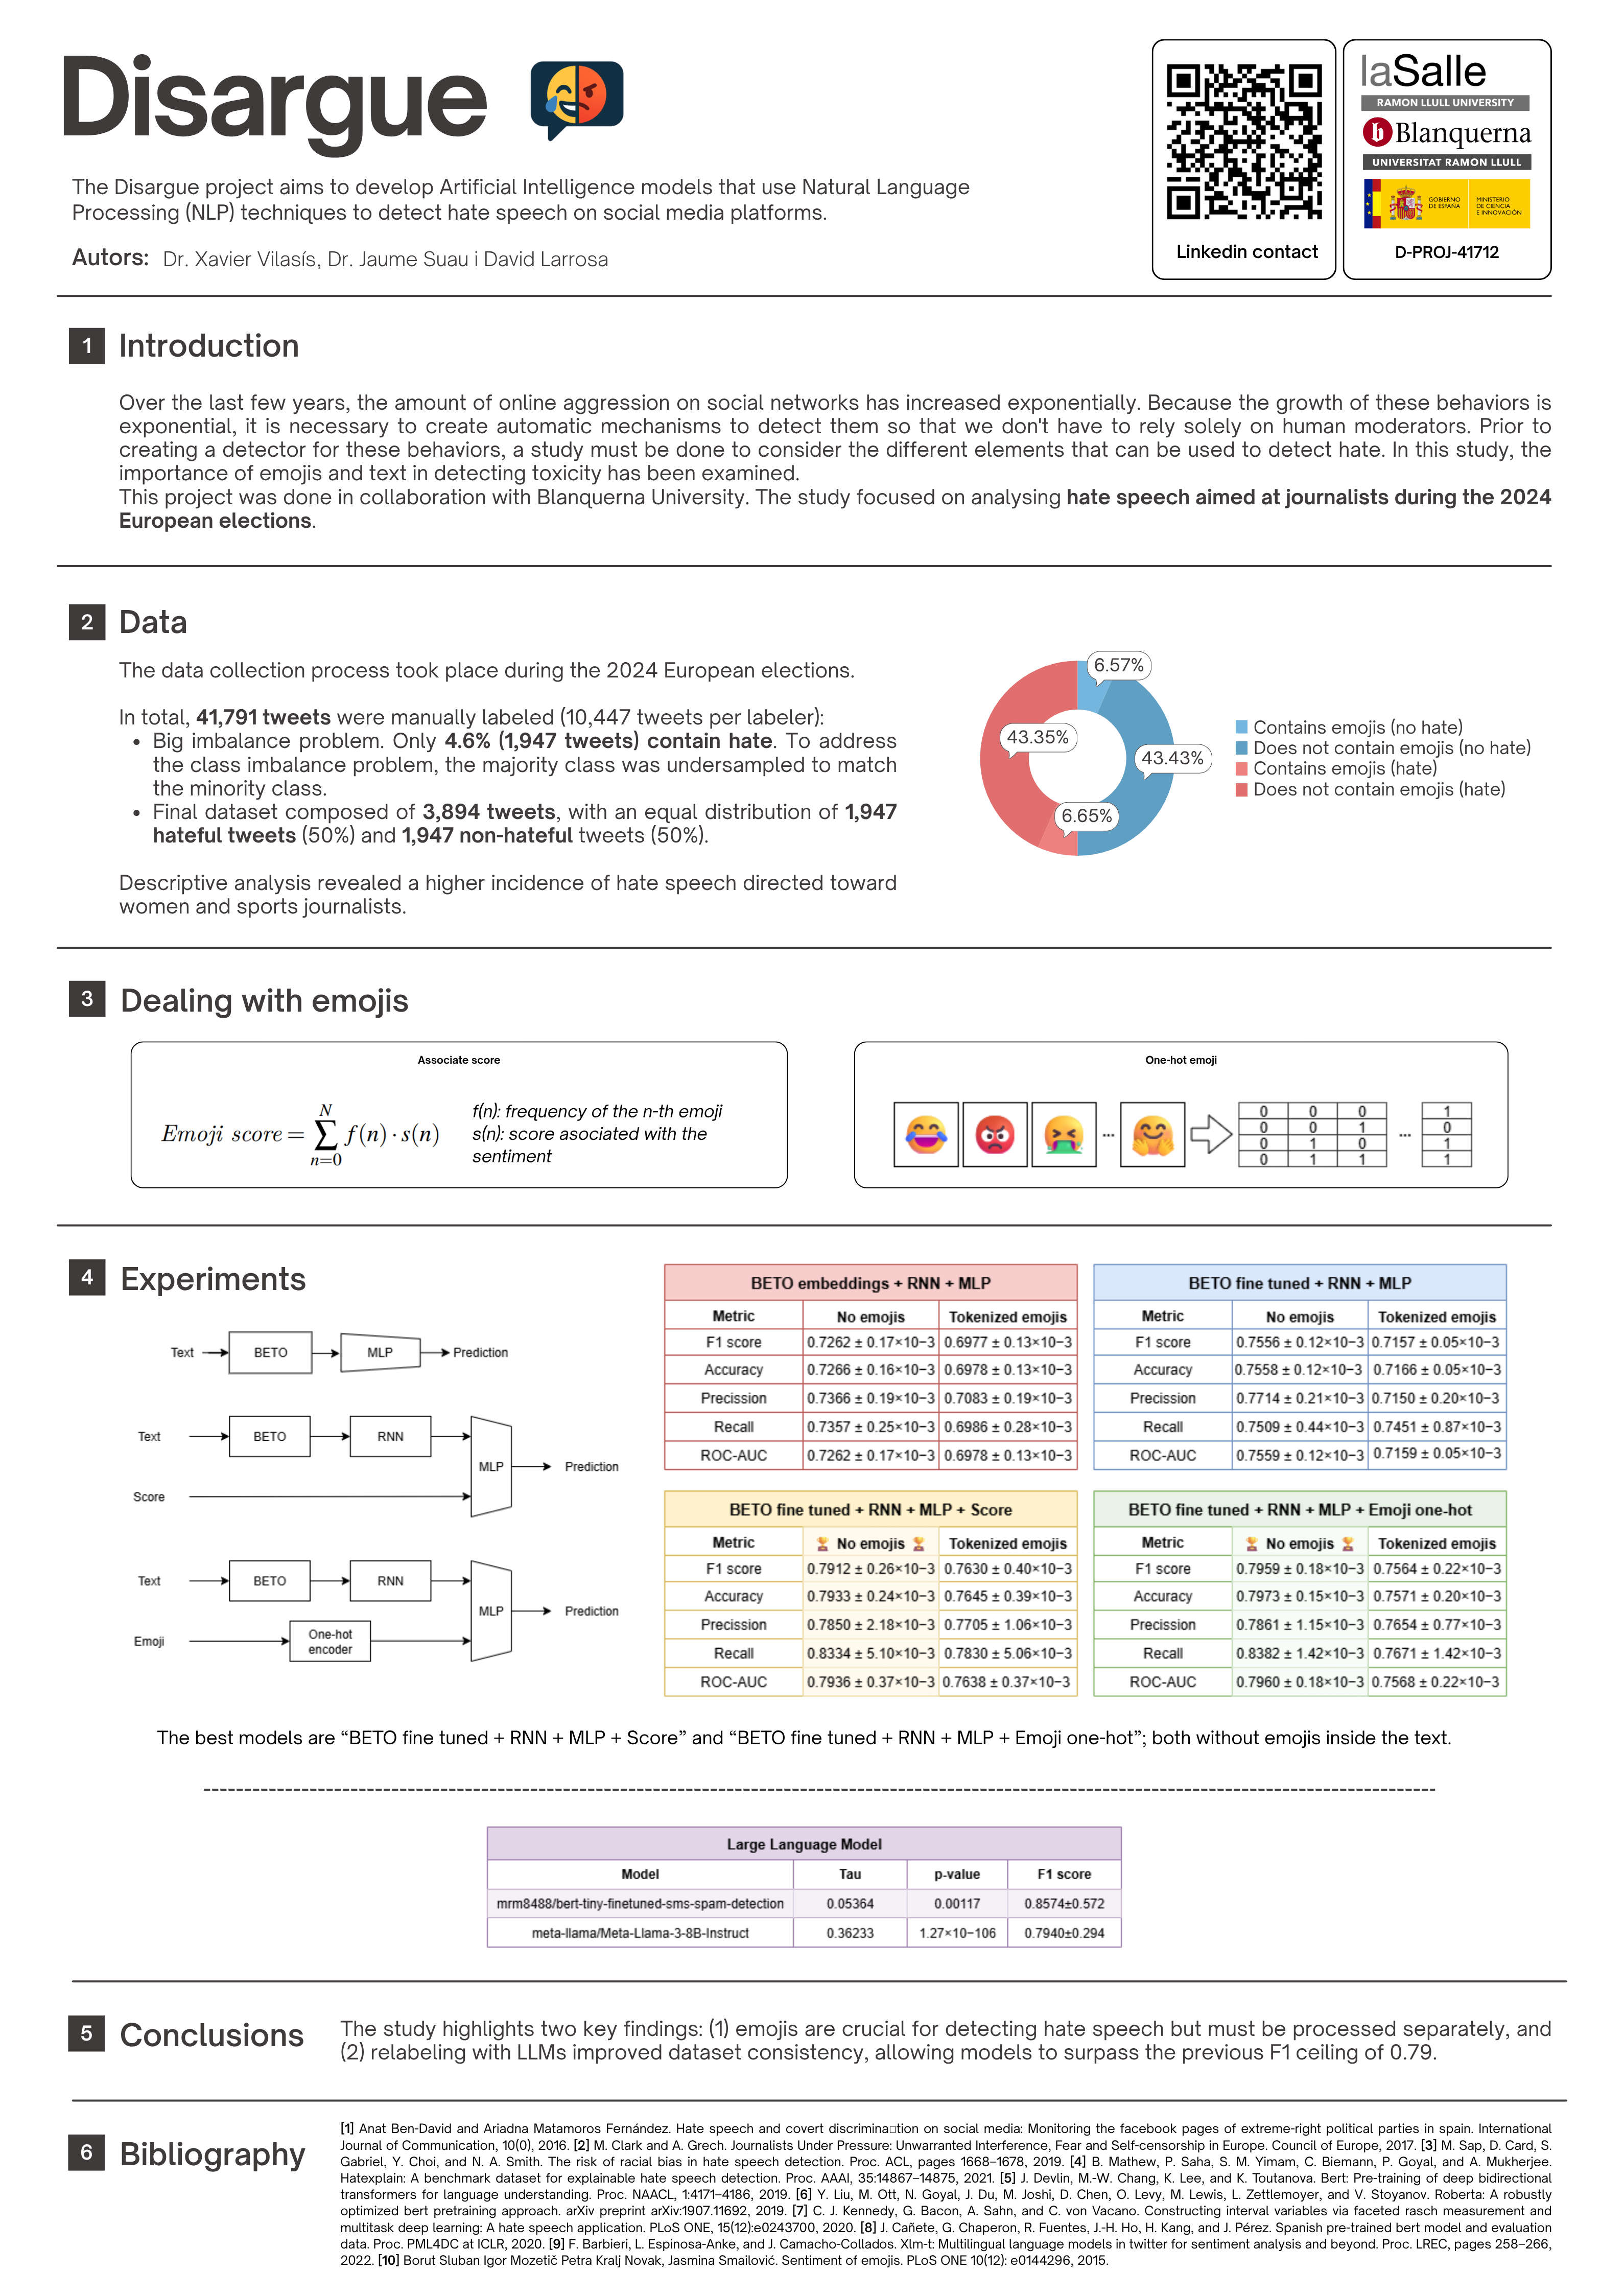 Disargue
The Disargue project aims to develop Artificial Intelligence models that use Natural Language
Processing (NLP) techniques to detect hate speech on social media platforms.
Autors: Dr. Xavier Vilasís, Dr. Jaume Suau i David Larrosa
Linkedin contact
laSalle
RAMON LLULL UNIVERSITY
b Blanquerna
UNIVERSITAT RAMON LLULL
GOBIERNO
DE ESPAÑA
MINISTERIO
DE CIENCIA
E INNOVACIÓN
D-PROJ-41712
1 Introduction
Over the last few years, the amount of online aggression on social networks has increased exponentially. Because the growth of these behaviors is
exponential, it is necessary to create automatic mechanisms to detect them so that we don't have to rely solely on human moderators. Prior to
creating a detector for these behaviors, a study must be done to consider the different elements that can be used to detect hate. In this study, the
importance of emojis and text in detecting toxicity has been examined.
This project was done in collaboration with Blanquerna University. The study focused on analysing hate speech aimed at journalists during the 2024
European elections.
2 Data
The data collection process took place during the 2024 European elections.
In total, 41,791 tweets were manually labeled (10,447 tweets per labeler):
• Big imbalance problem. Only 4.6% (1,947 tweets) contain hate. To address
the class imbalance problem, the majority class was undersampled to match
the minority class.
• Final dataset composed of 3,894 tweets, with an equal distribution of 1,947
hateful tweets (50%) and 1,947 non-hateful tweets (50%).
Descriptive analysis revealed a higher incidence of hate speech directed toward
women and sports journalists.
6.57%
43.35%
43.43%
6.65%
Contains emojis (no hate)
Does not contain emojis (no hate)
Contains emojis (hate)
Does not contain emojis (hate)
3 Dealing with emojis
Associate score
Emoji score = ∑ f(n) · s(n)
N
n=0
f(n): frequency of the n-th emoji
s(n): score asociated with the
sentiment
One-hot emoji
... ...
0 0 0 1
0 0 1 0
0 1 0 1
0 1 1 1
4 Experiments
Text BETO MLP Prediction
Text BETO RNN
MLP Prediction
Score
Text BETO RNN
MLP Prediction
Emoji One-hot
encoder
BETO embeddings + RNN + MLP
Metric No emojis Tokenized emojis
F1 score 0.7262 ± 0.17×10−3 0.6977 ± 0.13×10−3
Accuracy 0.7266 ± 0.16×10−3 0.6978 ± 0.13×10−3
Precission 0.7366 ± 0.19×10−3 0.7083 ± 0.19×10−3
Recall 0.7357 ± 0.25×10−3 0.6986 ± 0.28×10−3
ROC-AUC 0.7262 ± 0.17×10−3 0.6978 ± 0.13×10−3
BETO fine tuned + RNN + MLP
Metric No emojis Tokenized emojis
F1 score 0.7556 ± 0.12×10−3 0.7157 ± 0.05×10−3
Accuracy 0.7558 ± 0.12×10−3 0.7166 ± 0.05×10−3
Precission 0.7714 ± 0.21×10−3 0.7150 ± 0.20×10−3
Recall 0.7509 ± 0.44×10−3 0.7451 ± 0.87×10−3
ROC-AUC 0.7559 ± 0.12×10−3 0.7159 ± 0.05×10−3
BETO fine tuned + RNN + MLP + Score
Metric 🏆 No emojis 🏆 Tokenized emojis
F1 score 0.7912 ± 0.26×10−3 0.7630 ± 0.40×10−3
Accuracy 0.7933 ± 0.24×10−3 0.7645 ± 0.39×10−3
Precission 0.7850 ± 2.18×10−3 0.7705 ± 1.06×10−3
Recall 0.8334 ± 5.10×10−3 0.7830 ± 5.06×10−3
ROC-AUC 0.7936 ± 0.37×10−3 0.7638 ± 0.37×10−3
BETO fine tuned + RNN + MLP + Emoji one-hot
Metric 🏆 No emojis 🏆 Tokenized emojis
F1 score 0.7959 ± 0.18×10−3 0.7564 ± 0.22×10−3
Accuracy 0.7973 ± 0.15×10−3 0.7571 ± 0.20×10−3
Precission 0.7861 ± 1.15×10−3 0.7654 ± 0.77×10−3
Recall 0.8382 ± 1.42×10−3 0.7671 ± 1.42×10−3
ROC-AUC 0.7960 ± 0.18×10−3 0.7568 ± 0.22×10−3
The best models are “BETO fine tuned + RNN + MLP + Score” and “BETO fine tuned + RNN + MLP + Emoji one-hot”; both without emojis inside the text.
Large Language Model
Model Tau p-value F1 score
mrm8488/bert-tiny-finetuned-sms-spam-detection 0.05364 0.00117 0.8574±0.572
meta-llama/Meta-Llama-3-8B-Instruct 0.36233 1.27×10−106 0.7940±0.294
5 Conclusions
The study highlights two key findings: (1) emojis are crucial for detecting hate speech but must be processed separately, and
(2) relabeling with LLMs improved dataset consistency, allowing models to surpass the previous F1 ceiling of 0.79.
6 Bibliography
[1] Anat Ben-David and Ariadna Matamoros Fernández. Hate speech and covert discrimina□tion on social media: Monitoring the facebook pages of extreme-right political parties in spain. International
Journal of Communication, 10(0), 2016. [2] M. Clark and A. Grech. Journalists Under Pressure: Unwarranted Interference, Fear and Self-censorship in Europe. Council of Europe, 2017. [3] M. Sap, D. Card, S.
Gabriel, Y. Choi, and N. A. Smith. The risk of racial bias in hate speech detection. Proc. ACL, pages 1668–1678, 2019. [4] B. Mathew, P. Saha, S. M. Yimam, C. Biemann, P. Goyal, and A. Mukherjee.
Hatexplain: A benchmark dataset for explainable hate speech detection. Proc. AAAI, 35:14867–14875, 2021. [5] J. Devlin, M.-W. Chang, K. Lee, and K. Toutanova. Bert: Pre-training of deep bidirectional
transformers for language understanding. Proc. NAACL, 1:4171–4186, 2019. [6] Y. Liu, M. Ott, N. Goyal, J. Du, M. Joshi, D. Chen, O. Levy, M. Lewis, L. Zettlemoyer, and V. Stoyanov. Roberta: A robustly
optimized bert pretraining approach. arXiv preprint arXiv:1907.11692, 2019. [7] C. J. Kennedy, G. Bacon, A. Sahn, and C. von Vacano. Constructing interval variables via faceted rasch measurement and
multitask deep learning: A hate speech application. PLoS ONE, 15(12):e0243700, 2020. [8] J. Cañete, G. Chaperon, R. Fuentes, J.-H. Ho, H. Kang, and J. Pérez. Spanish pre-trained bert model and evaluation
data. Proc. PML4DC at ICLR, 2020. [9] F. Barbieri, L. Espinosa-Anke, and J. Camacho-Collados. Xlm-t: Multilingual language models in twitter for sentiment analysis and beyond. Proc. LREC, pages 258–266,
2022. [10] Borut Sluban Igor Mozetič Petra Kralj Novak, Jasmina Smailović. Sentiment of emojis. PLoS ONE 10(12): e0144296, 2015.